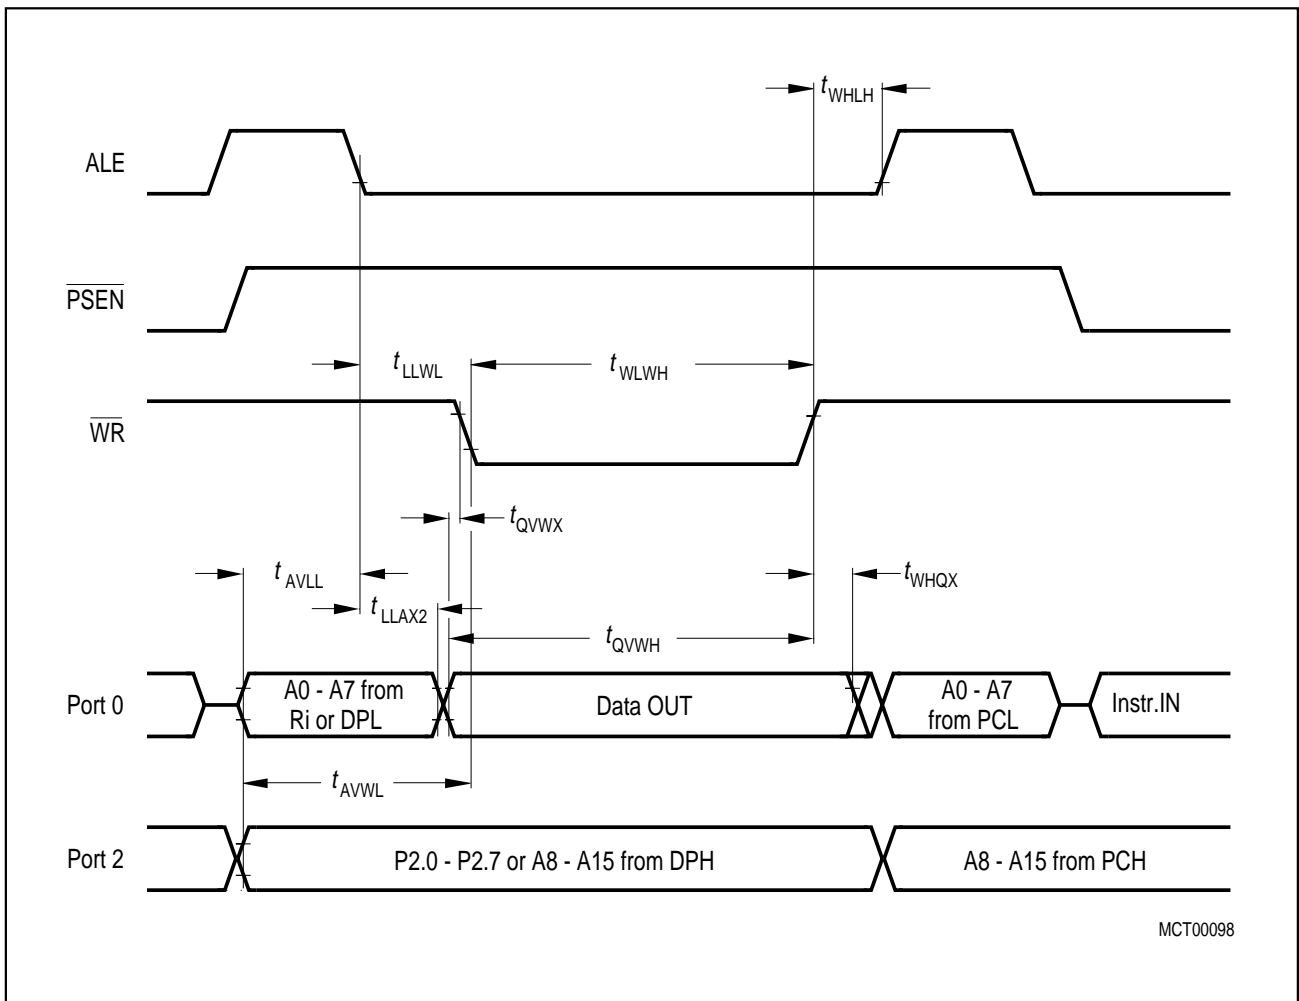 tWHLH
ALE
PSEN
tLLWL
tWLWH
WR
tQVWX
tAVLL
tWHQX
tLLAX2
tQVWH
Port 0
A0 - A7 from
Ri or DPL
Data OUT
A0 - A7
from PCL
Instr.IN
tAVWL
Port 2
P2.0 - P2.7 or A8 - A15 from DPH
A8 - A15 from PCH
MCT00098